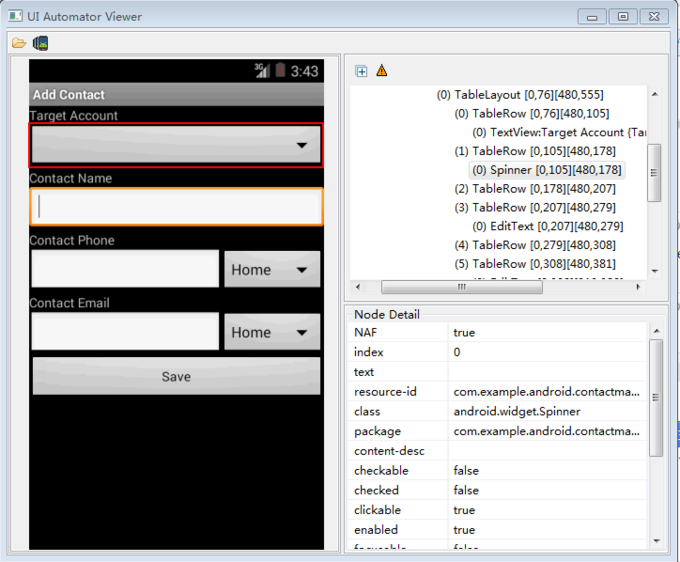 UI Automator Viewer
3G 3:43
Add Contact
Target Account
Contact Name
Contact Phone
Home
Contact Email
Home
Save
(0) TableLayout [0,76][480,555]
(0) TableRow [0,76][480,105]
(0) TextView:Target Account {Tar
(1) TableRow [0,105][480,178]
(0) Spinner [0,105][480,178]
(2) TableRow [0,178][480,207]
(3) TableRow [0,207][480,279]
(0) EditText [0,207][480,279]
(4) TableRow [0,279][480,308]
(5) TableRow [0,308][480,381]
Node Detail
NAF true
index 0
text
resource-id com.example.android.contactma...
class android.widget.Spinner
package com.example.android.contactma...
content-desc
checkable false
checked false
clickable true
enabled true